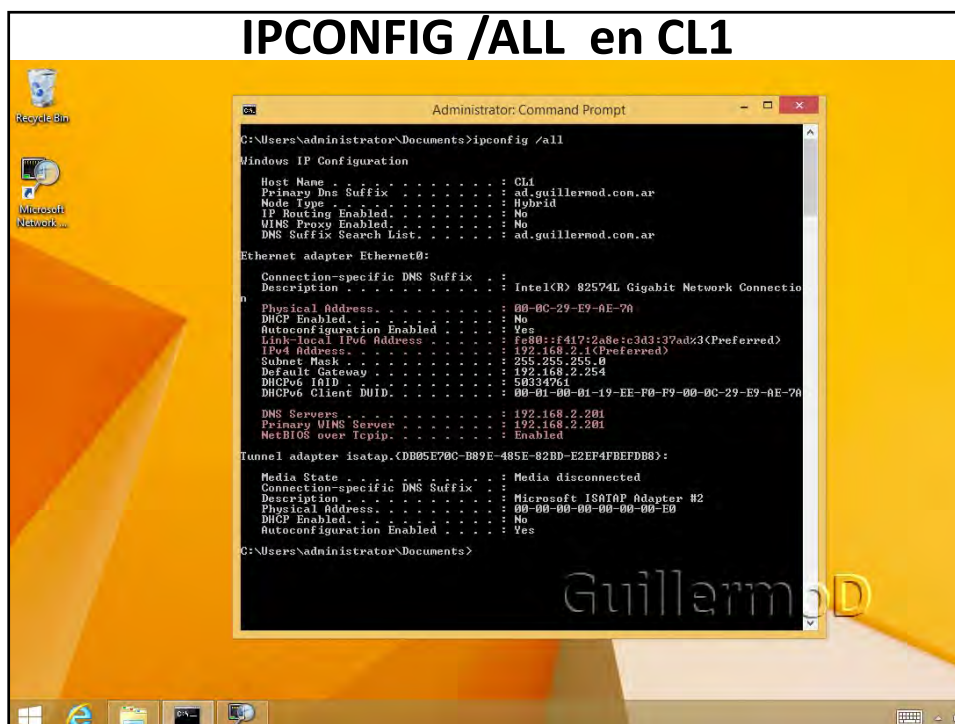 IPCONFIG /ALL en CL1
Recycle Bin
Microsoft
Network ...
Administrator: Command Prompt
C:\Users\administrator\Documents>ipconfig /all
Windows IP Configuration
Host Name . . . . . . . . . . . . : CL1
Primary Dns Suffix . . . . . . . : ad.guillermod.com.ar
Node Type . . . . . . . . . . . . : Hybrid
IP Routing Enabled. . . . . . . . : No
WINS Proxy Enabled. . . . . . . . : No
DNS Suffix Search List. . . . . . : ad.guillermod.com.ar
Ethernet adapter Ethernet0:
Connection-specific DNS Suffix . :
Description . . . . . . . . . . . : Intel(R) 82574L Gigabit Network Connectio
n
Physical Address. . . . . . . . . : 00-0C-29-E9-AE-7A
DHCP Enabled. . . . . . . . . . . : No
Autoconfiguration Enabled . . . . : Yes
Link-local IPv6 Address . . . . . : fe80::f417:2a8e:c3d3:37ad%3(Preferred)
IPv4 Address. . . . . . . . . . . : 192.168.2.1(Preferred)
Subnet Mask . . . . . . . . . . . : 255.255.255.0
Default Gateway . . . . . . . . . : 192.168.2.254
DHCPv6 IAID . . . . . . . . . . . : 50334761
DHCPv6 Client DUID. . . . . . . . : 00-01-00-01-19-EE-F0-F9-00-0C-29-E9-AE-7A
DNS Servers . . . . . . . . . . . : 192.168.2.201
Primary WINS Server . . . . . . . : 192.168.2.201
NetBIOS over Tcpip. . . . . . . . : Enabled
Tunnel adapter isatap.{DB05E70C-B89E-485E-82BD-E2EF4FBEFDB8}:
Media State . . . . . . . . . . . : Media disconnected
Connection-specific DNS Suffix . :
Description . . . . . . . . . . . : Microsoft ISATAP Adapter #2
Physical Address. . . . . . . . . : 00-00-00-00-00-00-00-E0
DHCP Enabled. . . . . . . . . . . : No
Autoconfiguration Enabled . . . . : Yes
C:\Users\administrator\Documents>
GuillermoD